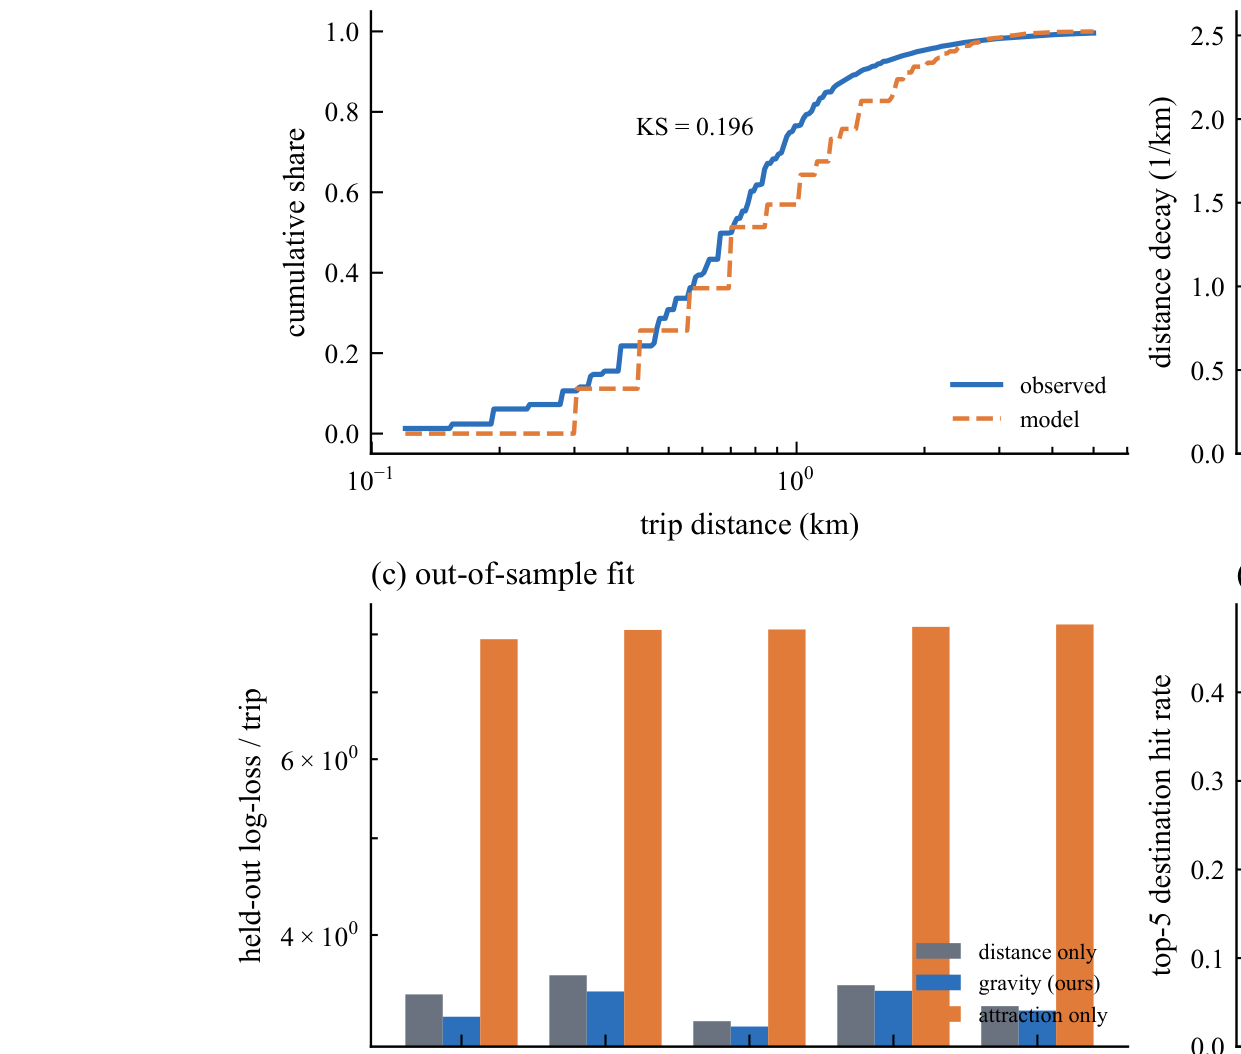 1.0
0.8
0.6
0.4
0.2
0.0
cumulative share
KS = 0.196
observed
model
10⁻¹
10⁰
trip distance (km)
2.5
2.0
1.5
1.0
0.5
0.0
distance decay (1/km)
(c) out-of-sample fit
6 × 10⁰
4 × 10⁰
held-out log-loss / trip
distance only
gravity (ours)
attraction only
(
0.4
0.3
0.2
0.1
0.0
top-5 destination hit rate